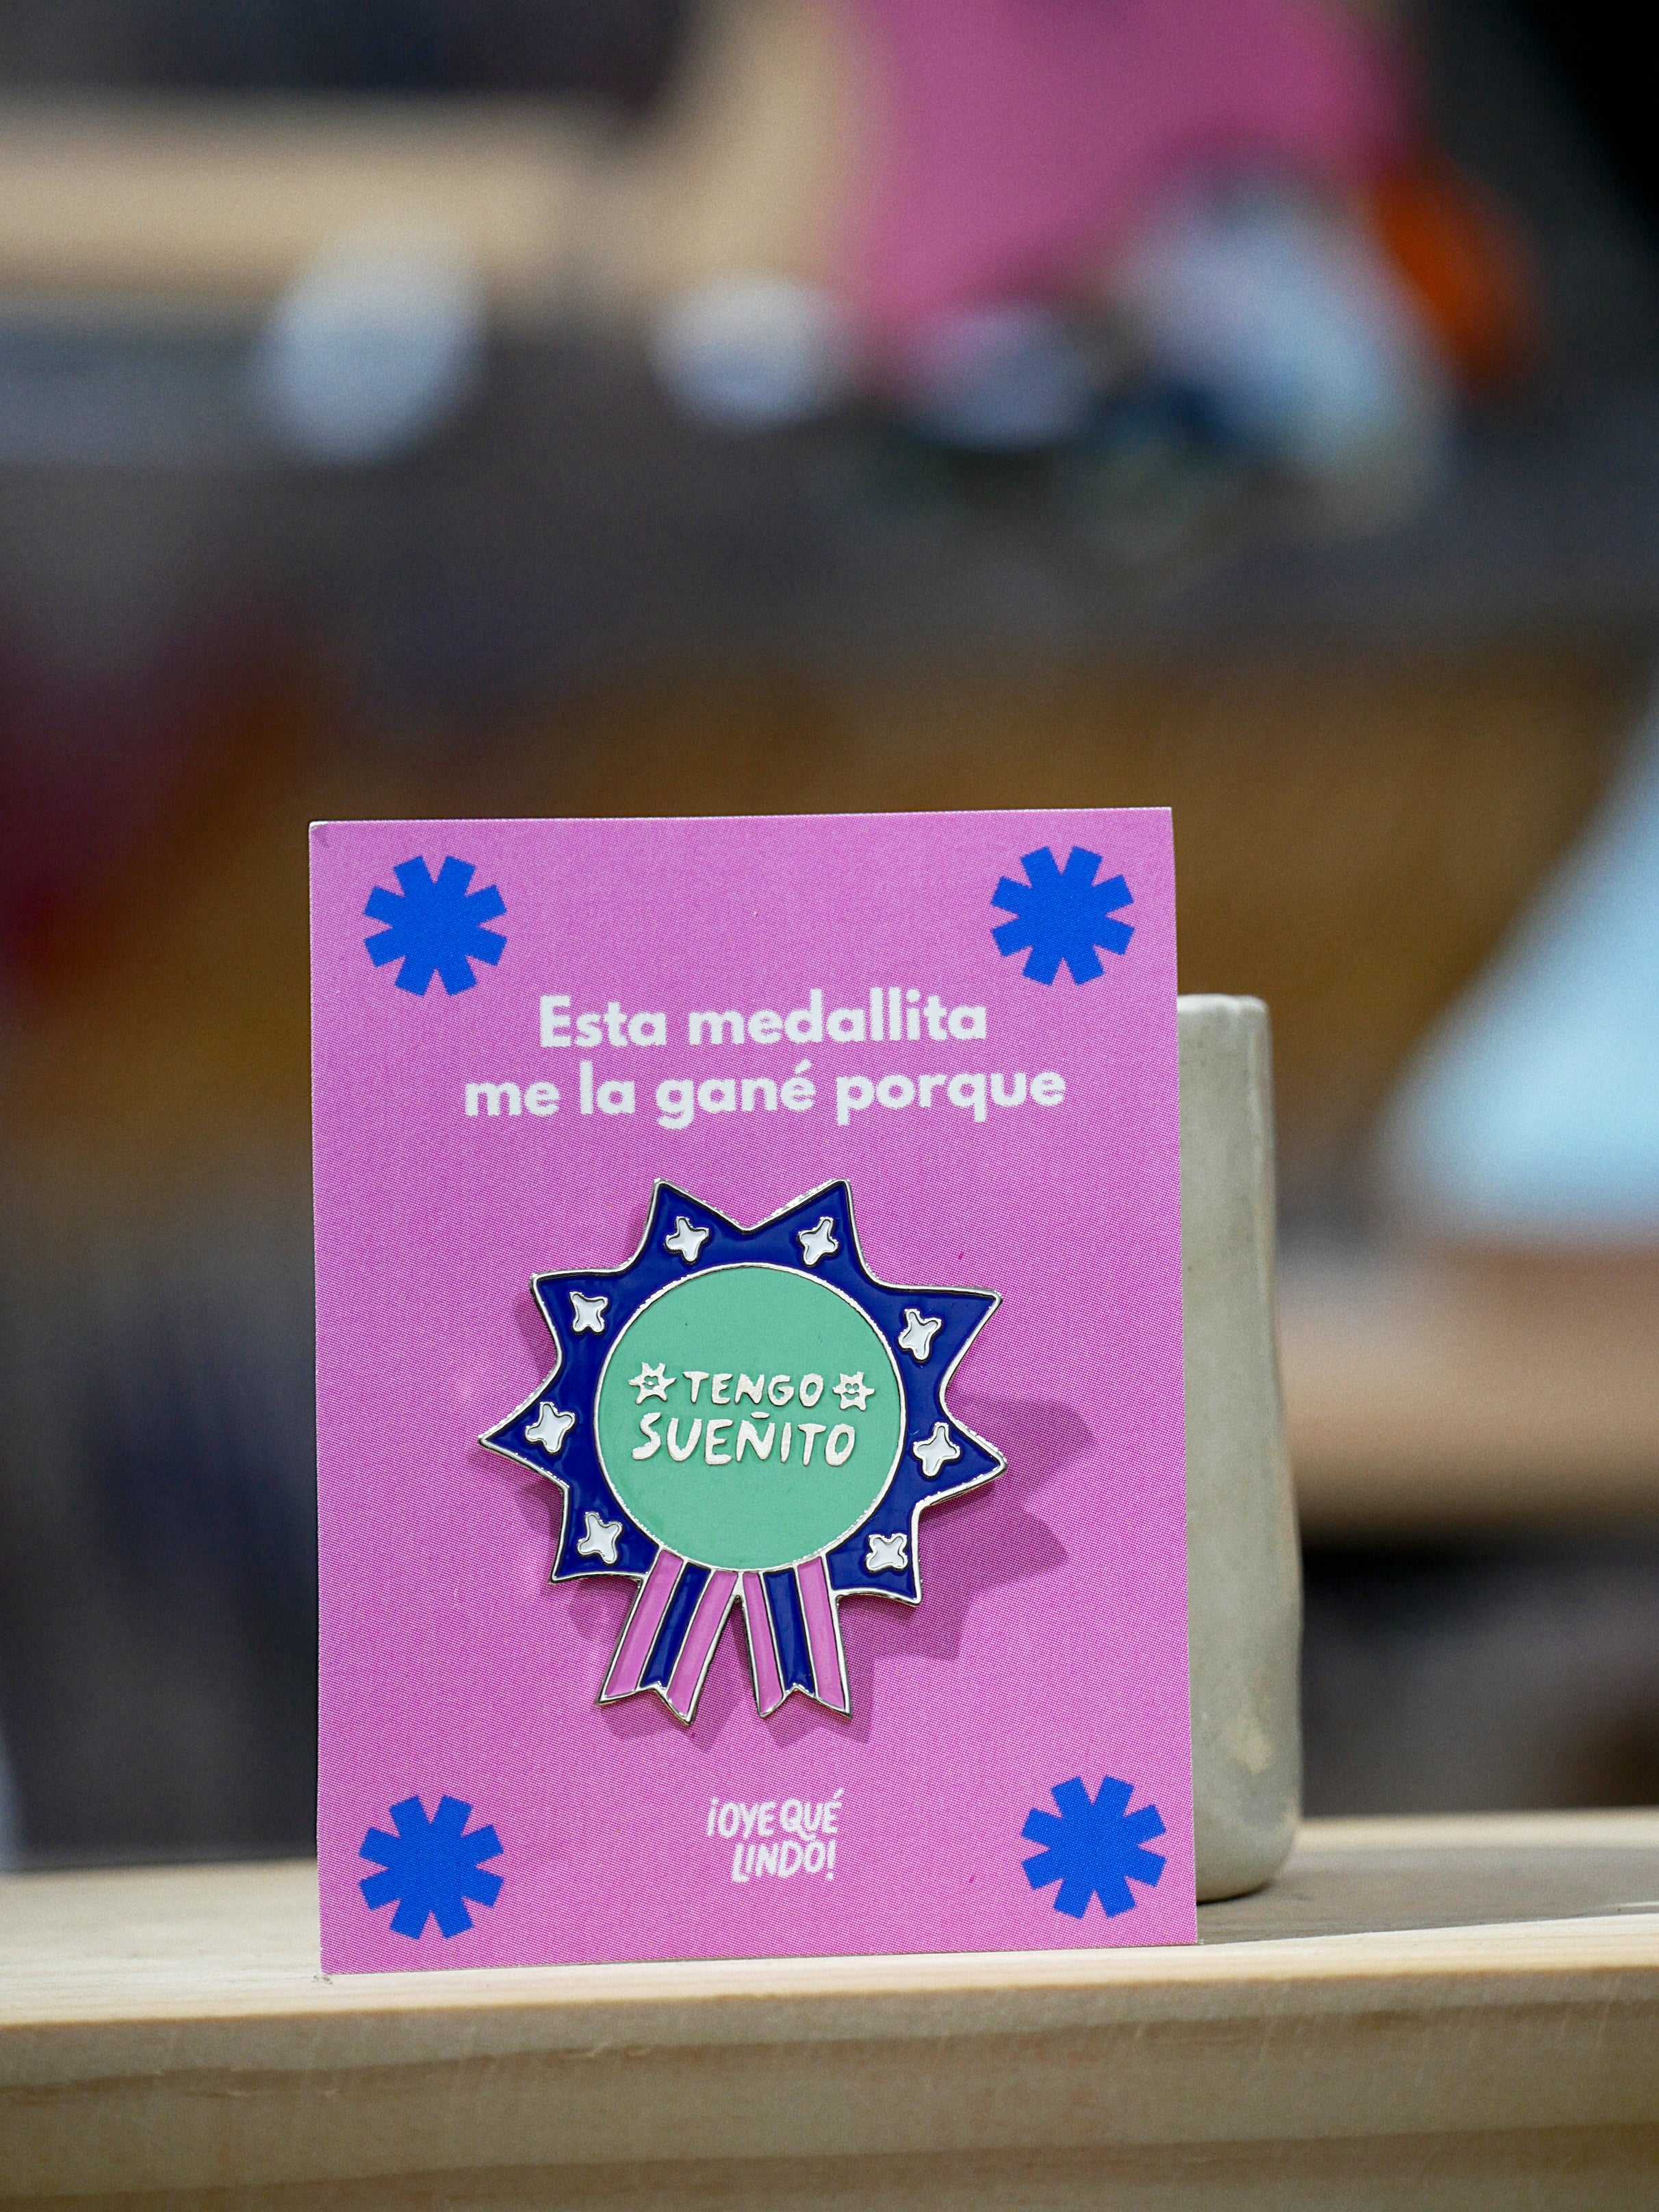 Esta medallita
me la gané porque
TENGO
SUEÑITO
¡OYE QUÉ
LINDO!